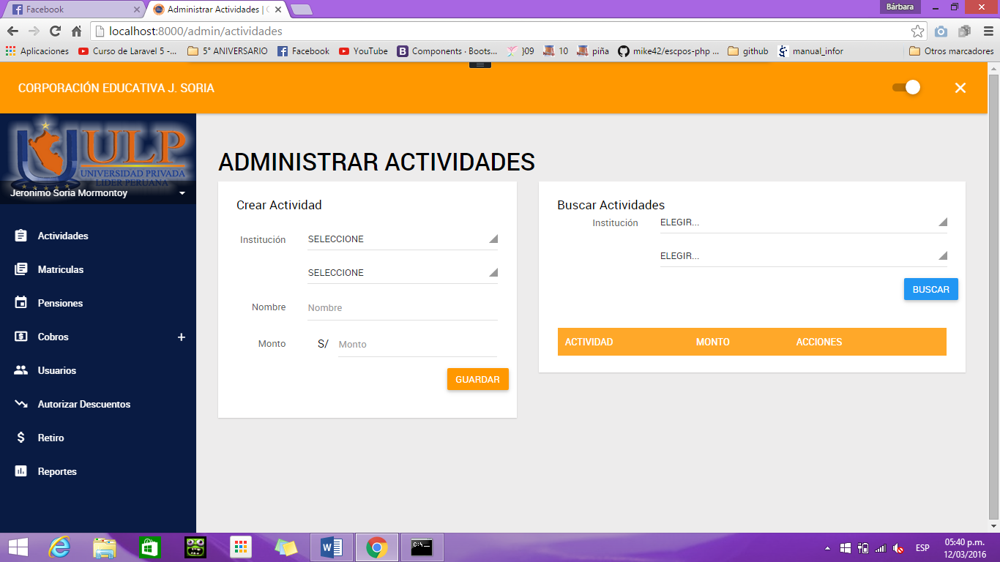 Facebook
Administrar Actividades | C
Bárbara
localhost:8000/admin/actividades
Aplicaciones
Curso de Laravel 5 -...
5° ANIVERSARIO
Facebook
YouTube
Components · Boots...
}09
10
piña
mike42/escpos-php ...
github
manual_infor
Otros marcadores
CORPORACIÓN EDUCATIVA J. SORIA
ULP
UNIVERSIDAD PRIVADA
LIDER PERUANA
Jeronimo Soria Mormontoy
Actividades
Matriculas
Pensiones
Cobros +
Usuarios
Autorizar Descuentos
Retiro
Reportes
ADMINISTRAR ACTIVIDADES
Crear Actividad
Institución SELECCIONE
SELECCIONE
Nombre Nombre
Monto S/ Monto
GUARDAR
Buscar Actividades
Institución ELEGIR...
ELEGIR...
BUSCAR
ACTIVIDAD MONTO ACCIONES
ESP
05:40 p.m.
12/03/2016